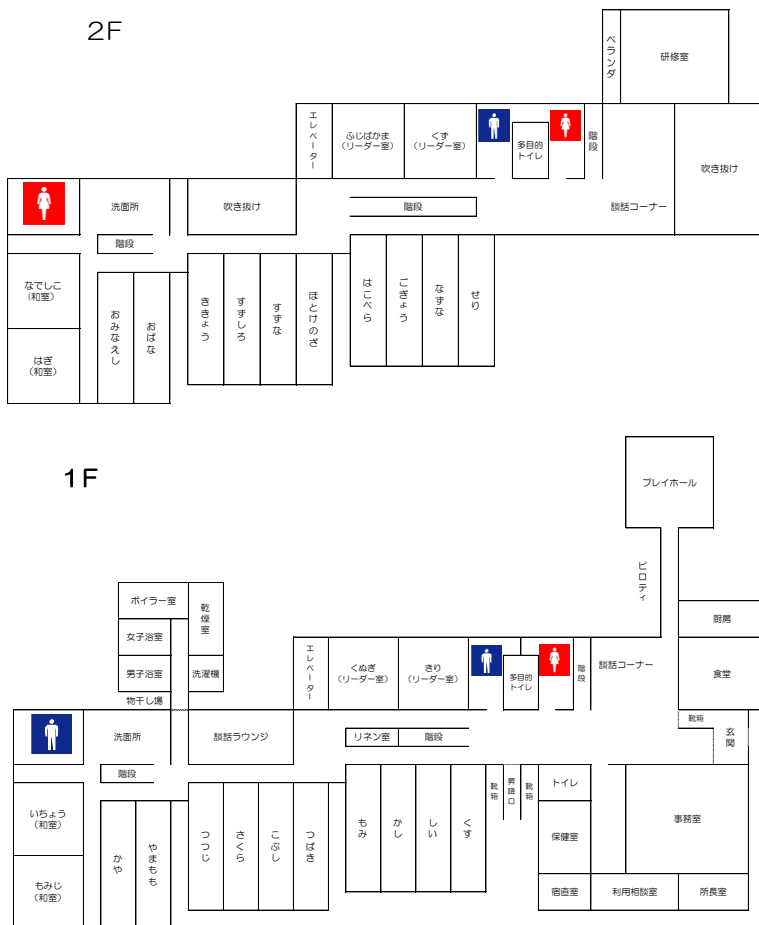 2F
ベランダ
研修室
エレベーター
ふじばかま
(リーダー室)
くず
(リーダー室)
多目的
トイレ
階段
吹き抜け
洗面所
吹き抜け
階段
談話コーナー
階段
なでしこ
(和室)
はぎ
(和室)
おみなえし
おばな
ききょう
すずしろ
すずな
ほとけのざ
はこべら
ごぎょう
なずな
せり
1F
プレイホール
ピロティ
ボイラー室
乾燥室
女子浴室
男子浴室
洗濯機
物干し場
厨房
エレベーター
くぬぎ
(リーダー室)
きり
(リーダー室)
多目的
トイレ
階段
談話コーナー
食堂
靴箱
玄関
洗面所
談話ラウンジ
リネン室
階段
階段
いちょう
(和室)
もみじ
(和室)
かや
やまもも
つつじ
さくら
こぶし
つばき
もみ
かし
しい
くす
靴箱
昇降口
靴箱
トイレ
保健室
事務室
宿直室
利用相談室
所長室